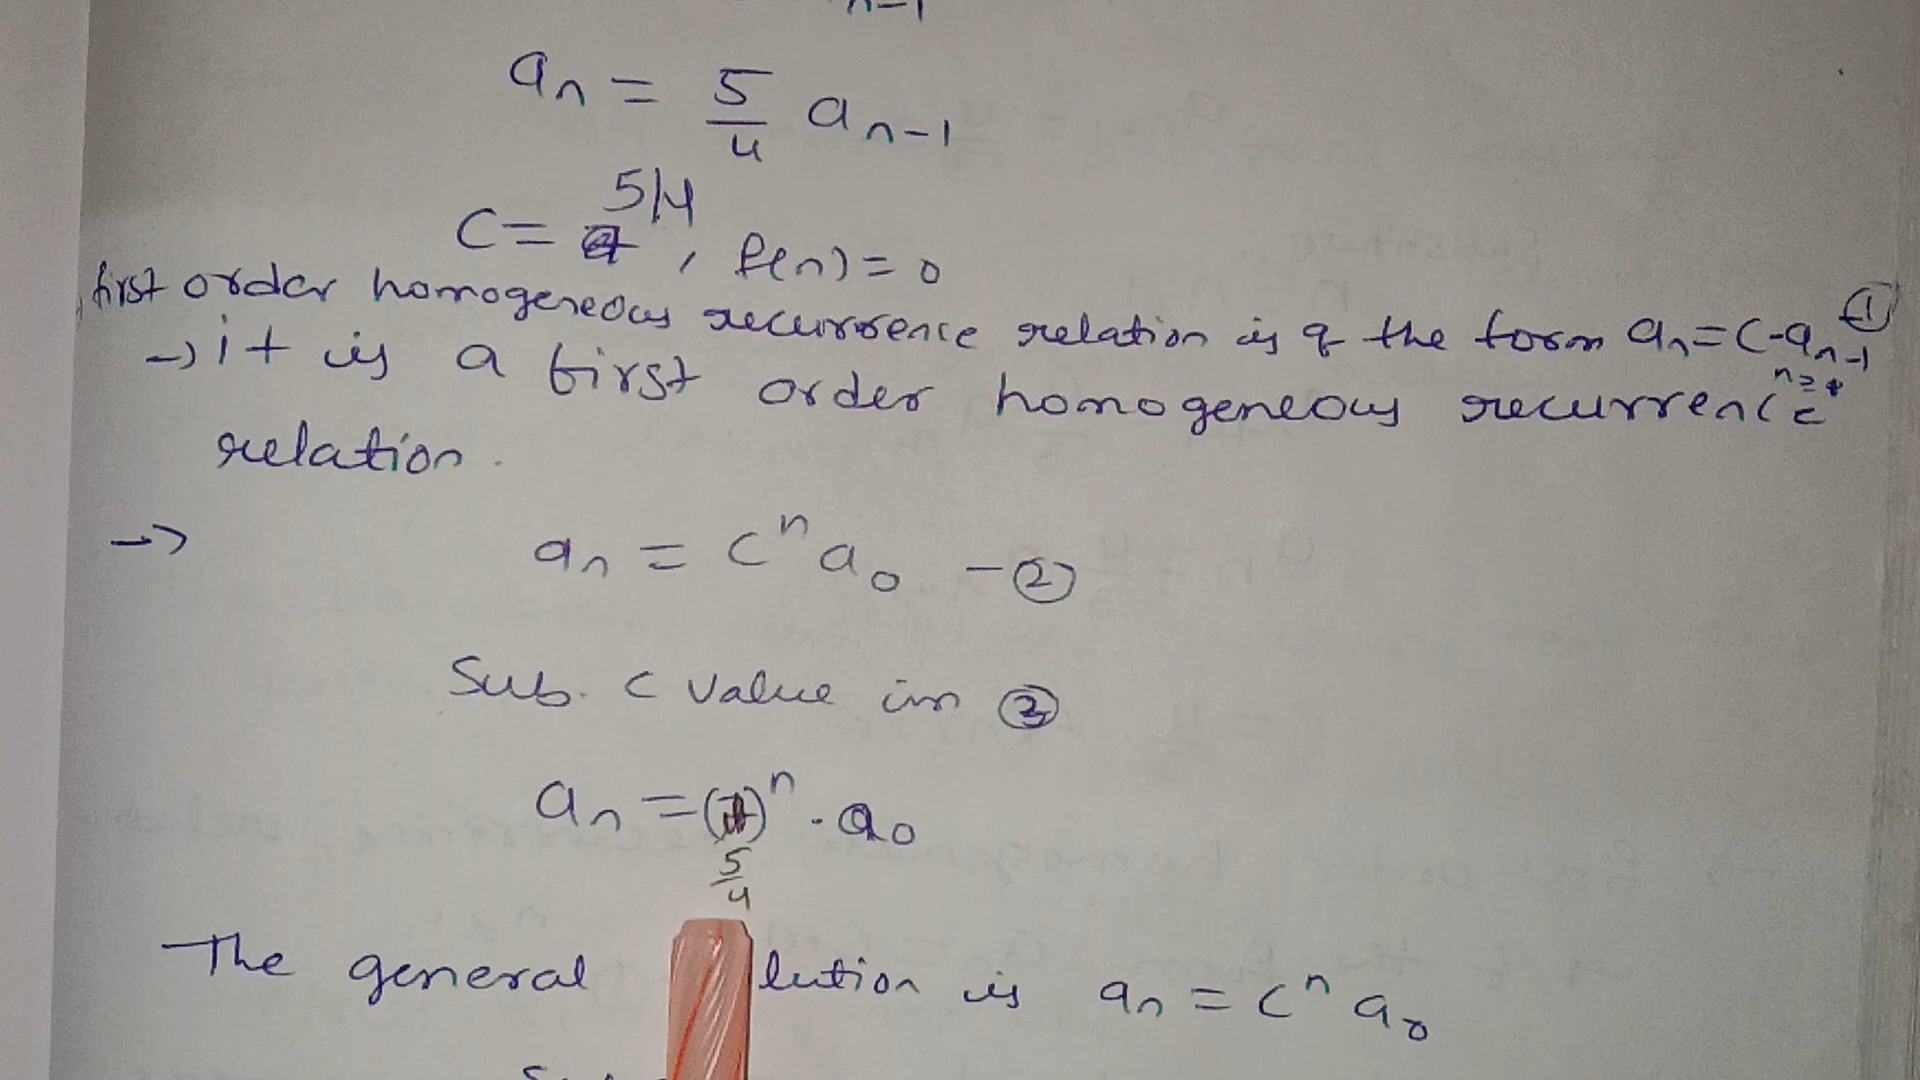 n-1
aₙ = 5/4 aₙ₋₁
C = 5/4, f(n) = 0
first order homogeneous recurrence relation is of the form aₙ = C·aₙ₋₁ ①
→ it is a first order homogeneous recurrence
relation.
→ aₙ = Cⁿ a₀ – ②
Sub. C value in ②
aₙ = (5/4)ⁿ · a₀
The general lution is aₙ = Cⁿ a₀